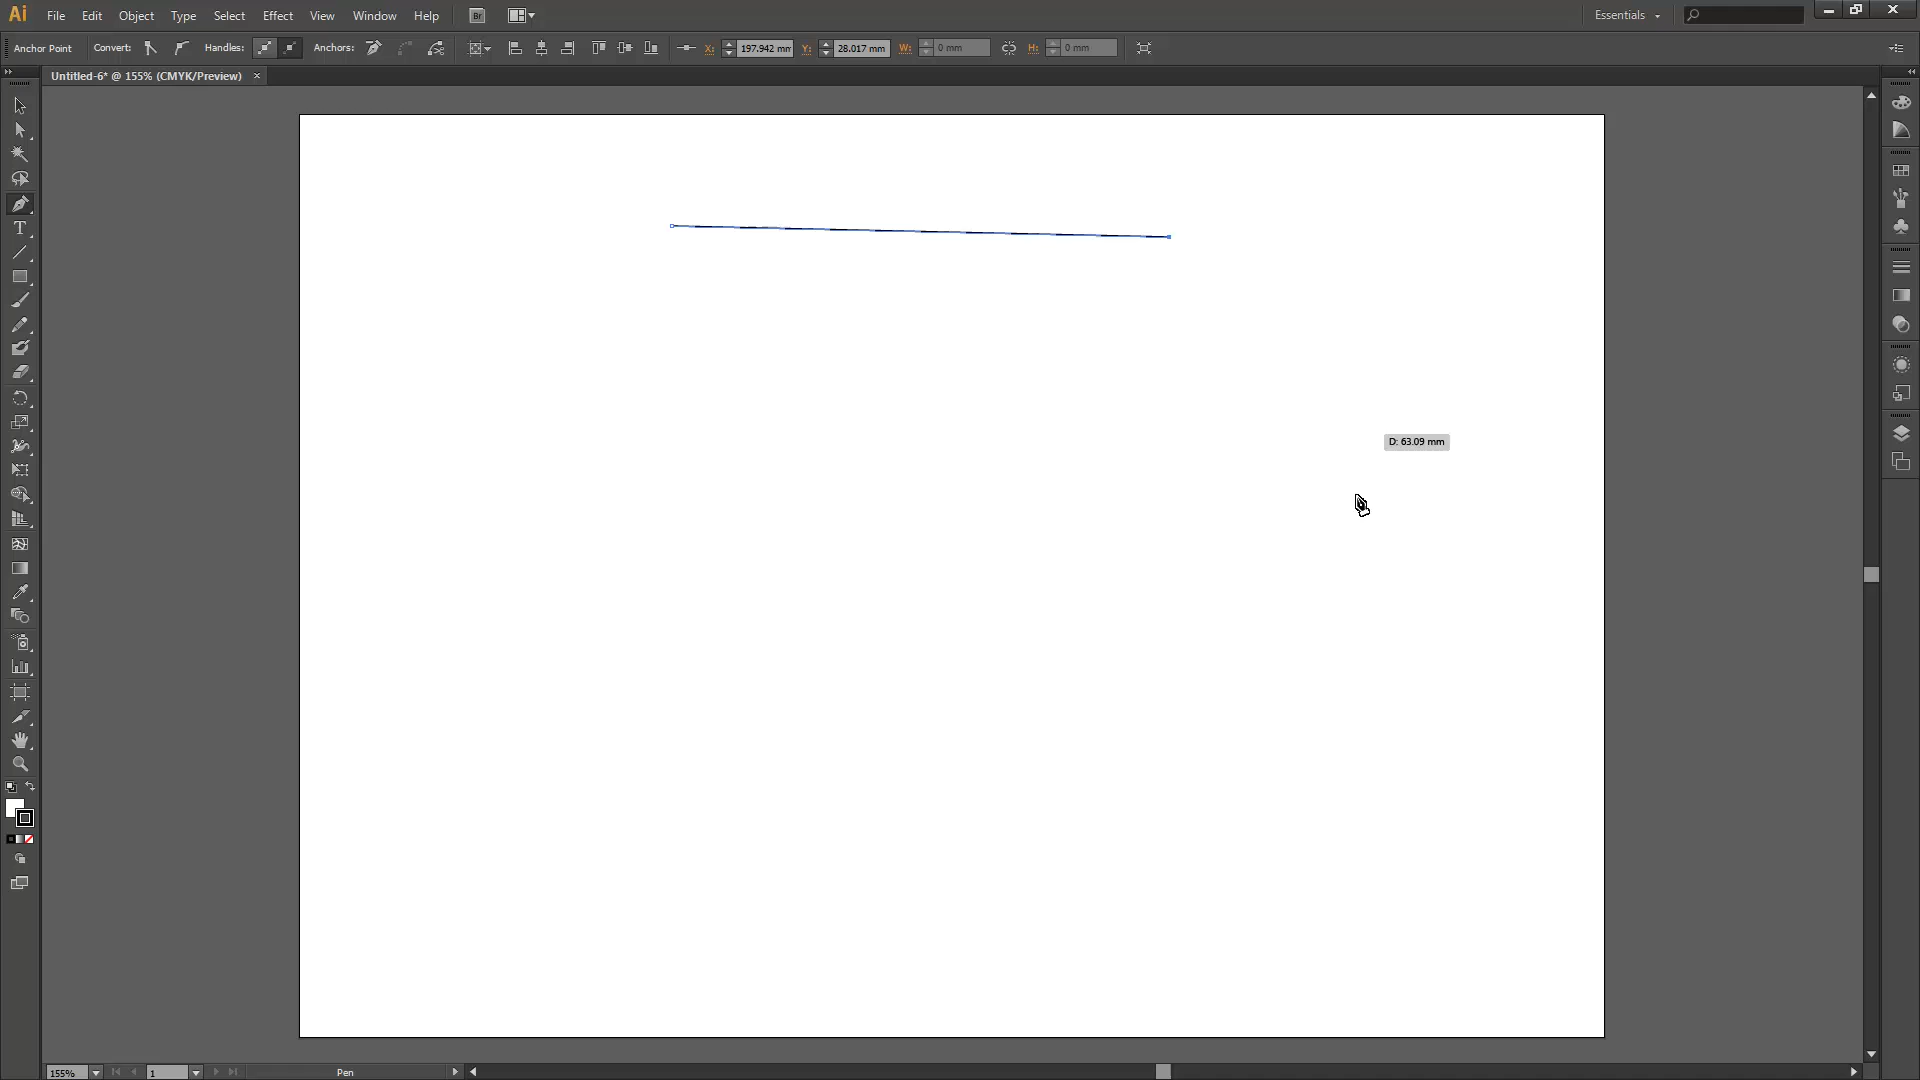 Ai File Edit Object Type Select Effect View Window Help Br Essentials
Anchor Point Convert: Handles: Anchors: X: 197.942 mm Y: 28.017 mm W: 0 mm H: 0 mm
Untitled-6* @ 155% (CMYK/Preview) ×
D: 63.09 mm
T
155% 1 Pen